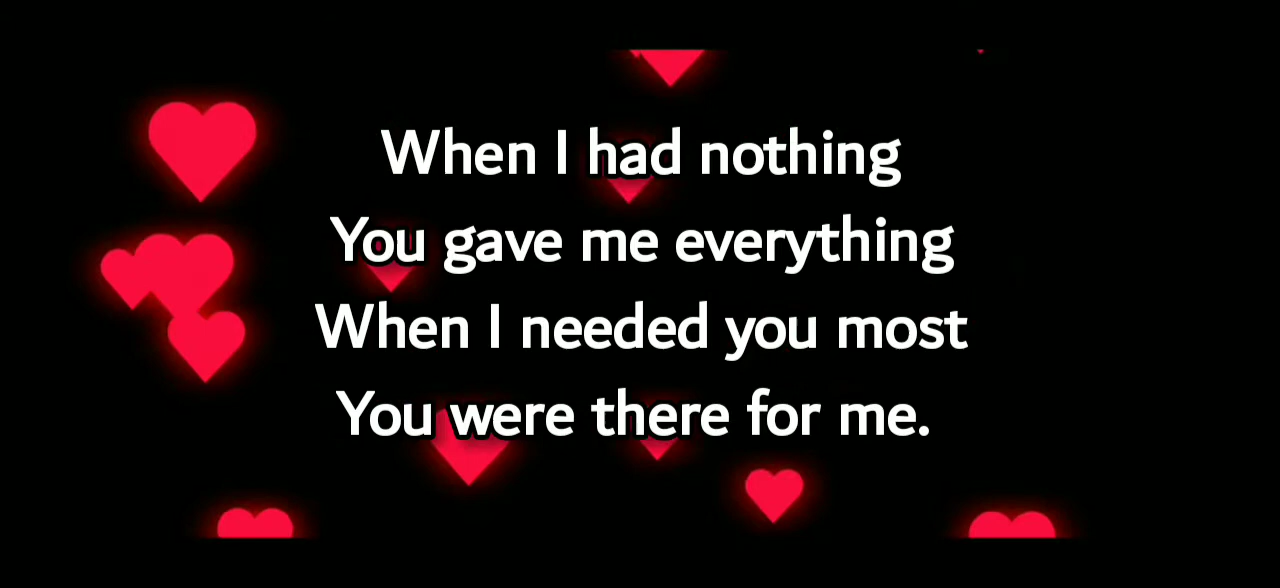 When I had nothing
You gave me everything
When I needed you most
You were there for me.